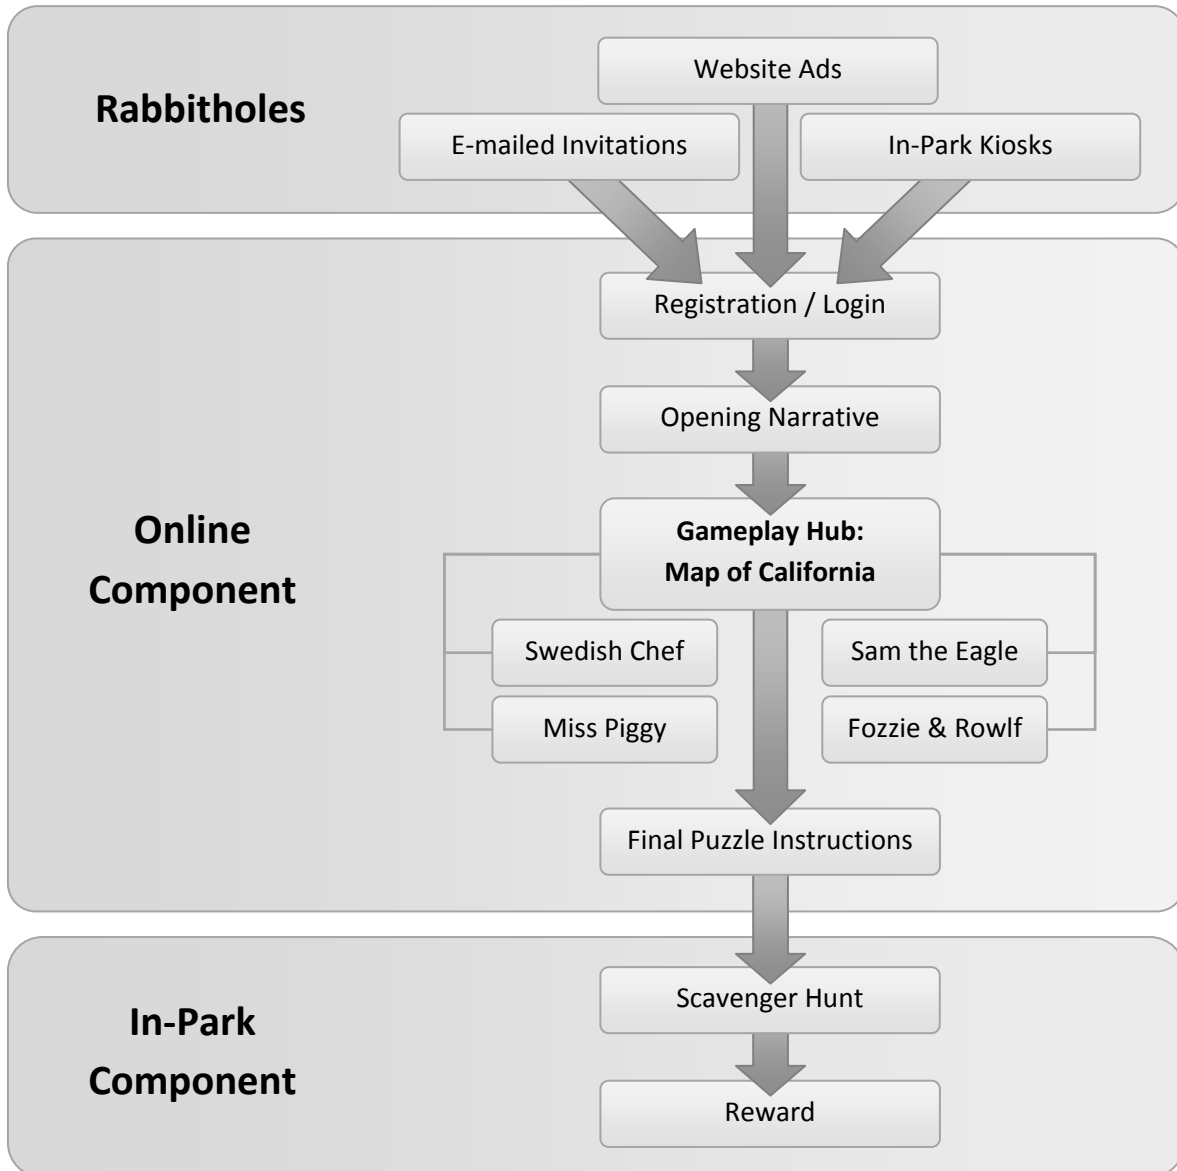 Rabbitholes
Website Ads
E-mailed Invitations
In-Park Kiosks
Online
Component
Registration / Login
Opening Narrative
Gameplay Hub:
Map of California
Swedish Chef
Sam the Eagle
Miss Piggy
Fozzie & Rowlf
Final Puzzle Instructions
In-Park
Component
Scavenger Hunt
Reward